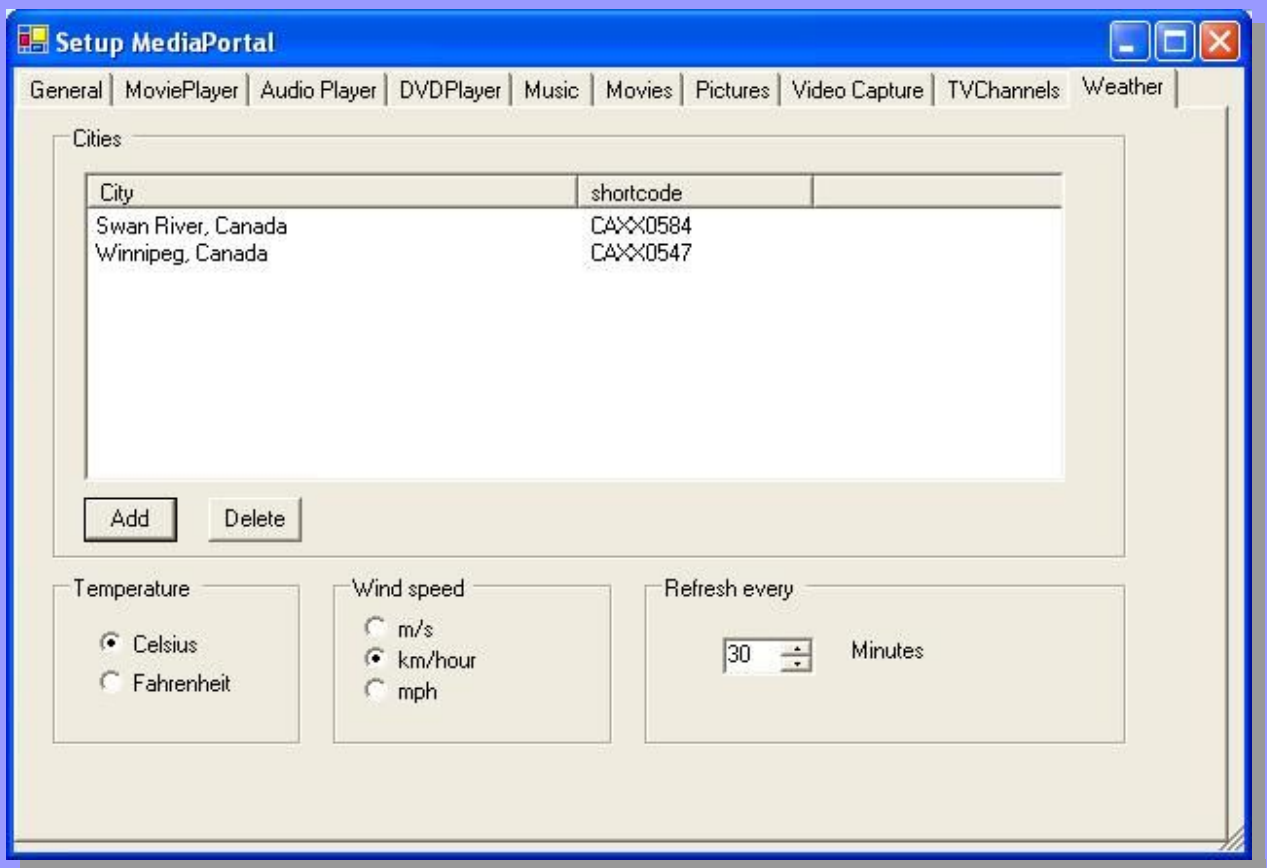 Setup MediaPortal
General MoviePlayer Audio Player DVDPlayer Music Movies Pictures Video Capture TVChannels Weather
Cities
City shortcode
Swan River, Canada CAXX0584
Winnipeg, Canada CAXX0547
Add Delete
Temperature Wind speed Refresh every
Celsius
Fahrenheit
m/s
km/hour
mph
30 Minutes